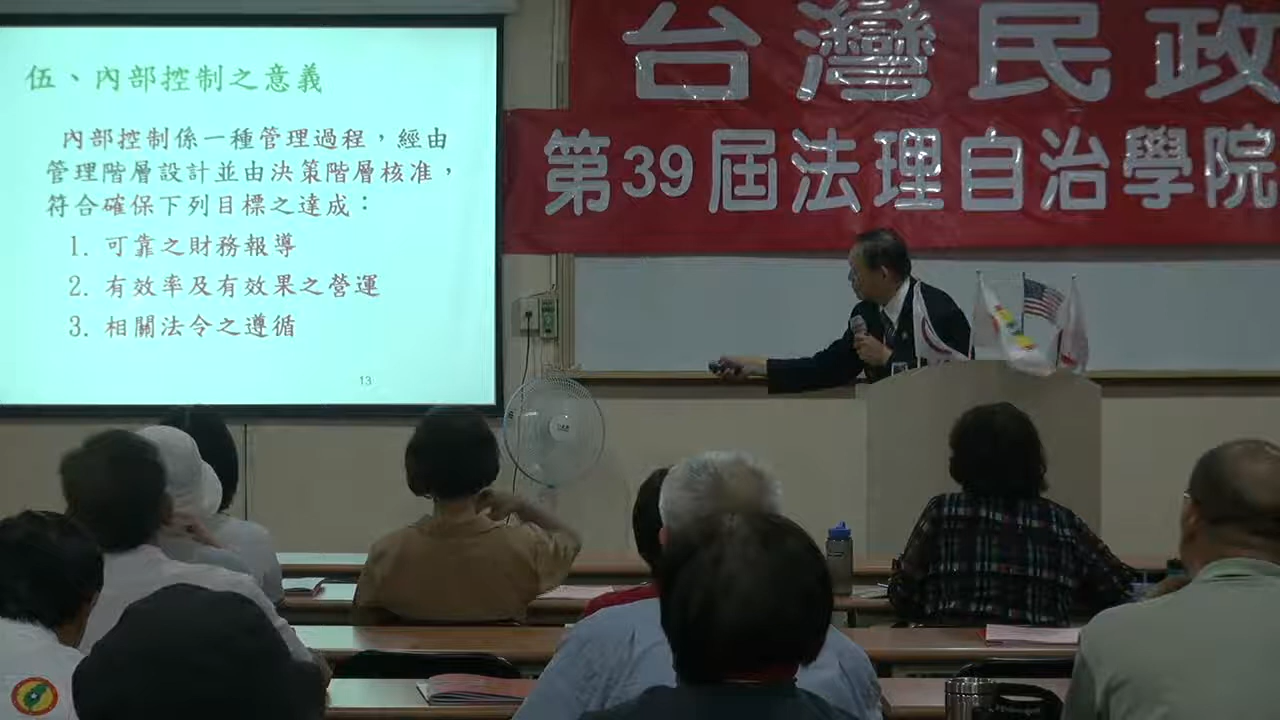 伍、內部控制之意義
內部控制係一種管理過程，經由
管理階層設計並由決策階層核准，
符合確保下列目標之達成：
1. 可靠之財務報導
2. 有效率及有效果之營運
3. 相關法令之遵循
13
台灣民政
第39屆法理自治學院